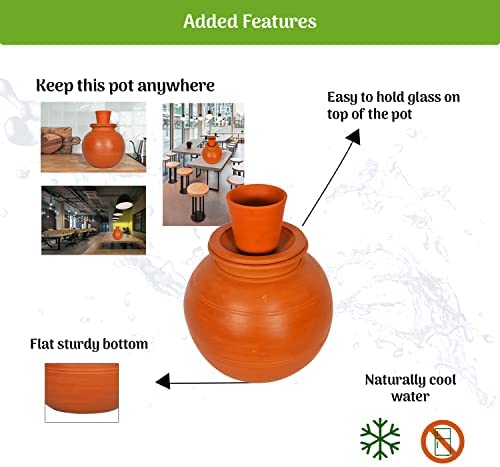 Added Features
Keep this pot anywhere
Easy to hold glass on
top of the pot
Flat sturdy bottom
Naturally cool
water